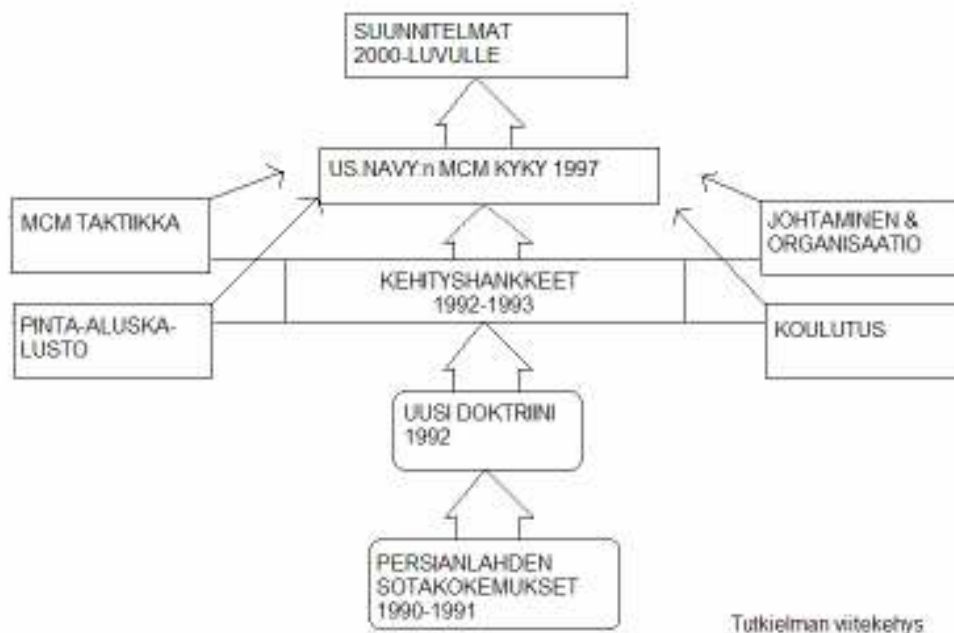 SUUNNITELMAT
2000-LUVULLE
US.NAVY:n MCM KYKY 1997
MCM TAKTIIKKA
JOHTAMINEN &
ORGANISAATIO
KEHITYSHANKKEET
1992-1993
PINTA-ALUSKA-
LUSTO
KOULUTUS
UUSI DOKTRIINI
1992
PERSIANLAHDEN
SOTAKOKEMUKSET
1990-1991
Tutkielman viitekehys